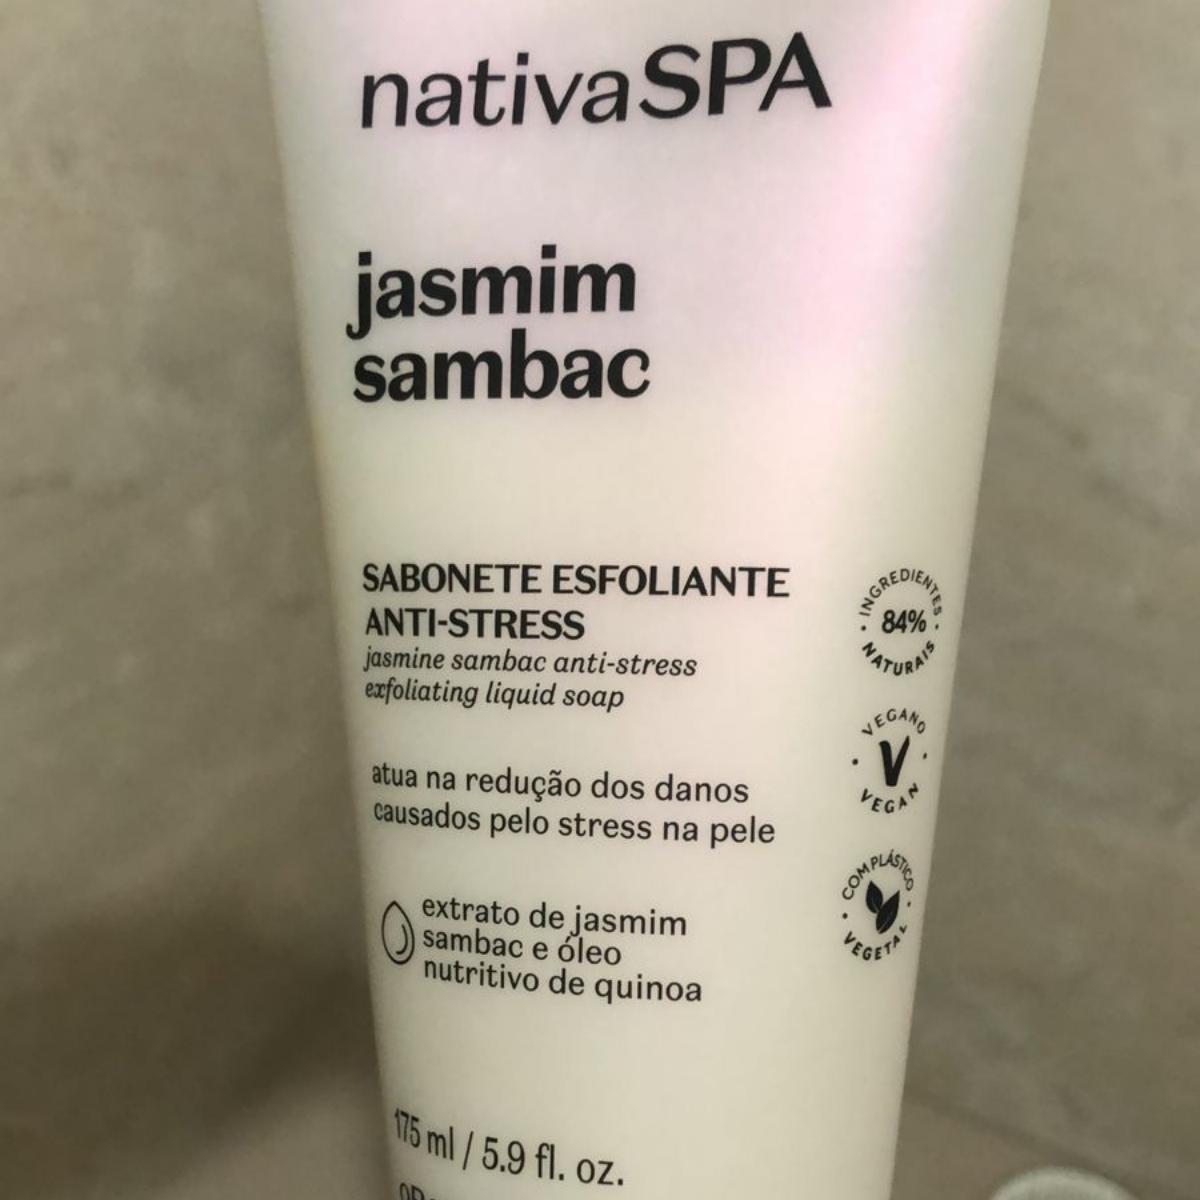 nativaSPA
jasmim
sambac
SABONETE ESFOLIANTE
ANTI-STRESS
jasmine sambac anti-stress
exfoliating liquid soap
atua na redução dos danos
causados pelo stress na pele
extrato de jasmim
sambac e óleo
nutritivo de quinoa
175 ml / 5.9 fl. oz.
INGREDIENTES
84%
NATURAIS
VEGANO
V
VEGAN
COM PLÁSTICO
VEGETAL